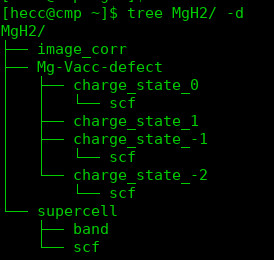 [hecc@cmp ~]$ tree MgH2/ -d
MgH2/
├── image_corr
├── Mg-Vacc-defect
│   ├── charge_state_0
│   │   └── scf
│   ├── charge_state_1
│   ├── charge_state_-1
│   │   └── scf
│   └── charge_state_-2
│       └── scf
└── supercell
    ├── band
    └── scf